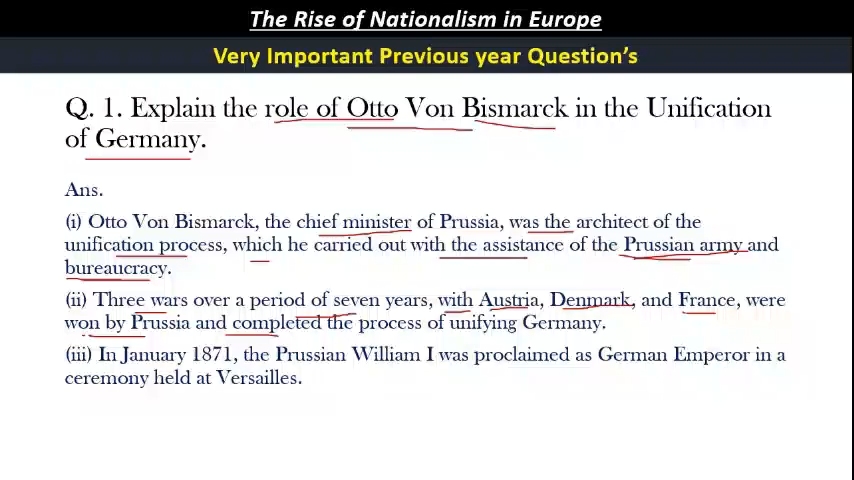 The Rise of Nationalism in Europe
Very Important Previous year Question's
Q. 1. Explain the role of Otto Von Bismarck in the Unification
of Germany.
Ans.
(i) Otto Von Bismarck, the chief minister of Prussia, was the architect of the
unification process, which he carried out with the assistance of the Prussian army and
bureaucracy.
(ii) Three wars over a period of seven years, with Austria, Denmark, and France, were
won by Prussia and completed the process of unifying Germany.
(iii) In January 1871, the Prussian William I was proclaimed as German Emperor in a
ceremony held at Versailles.